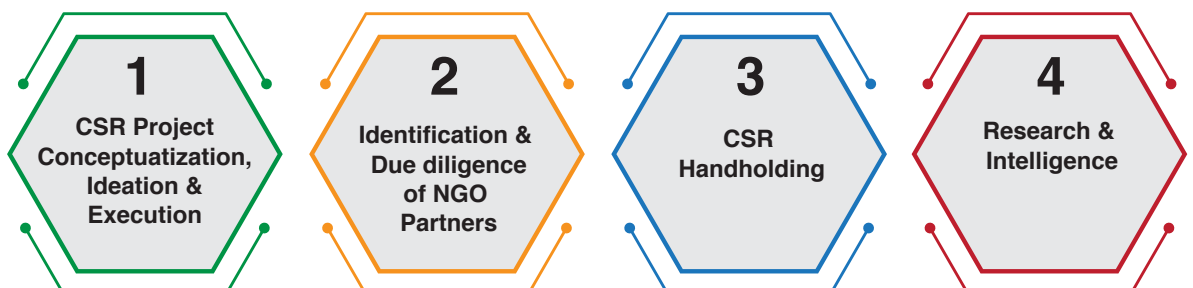 1
CSR Project
Conceptuatization,
Ideation &
Execution
2
Identification &
Due diligence
of NGO
Partners
3
CSR
Handholding
4
Research &
Intelligence